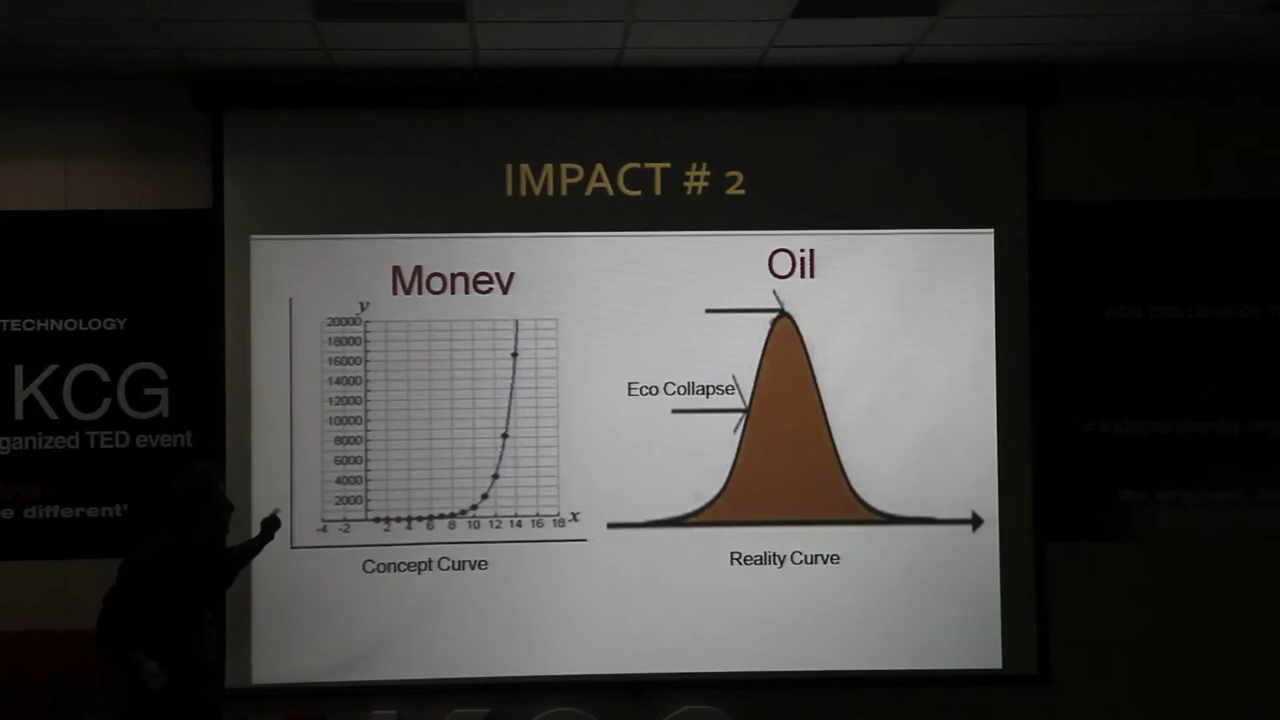 IMPACT # 2
Money
Oil
y
20000
18000
16000
14000
12000
10000
8000
6000
4000
2000
-4 -2 2 4 6 8 10 12 14 16 18 x
Concept Curve
Eco Collapse
Reality Curve
TECHNOLOGY
KCG
ganized TED event
e different'